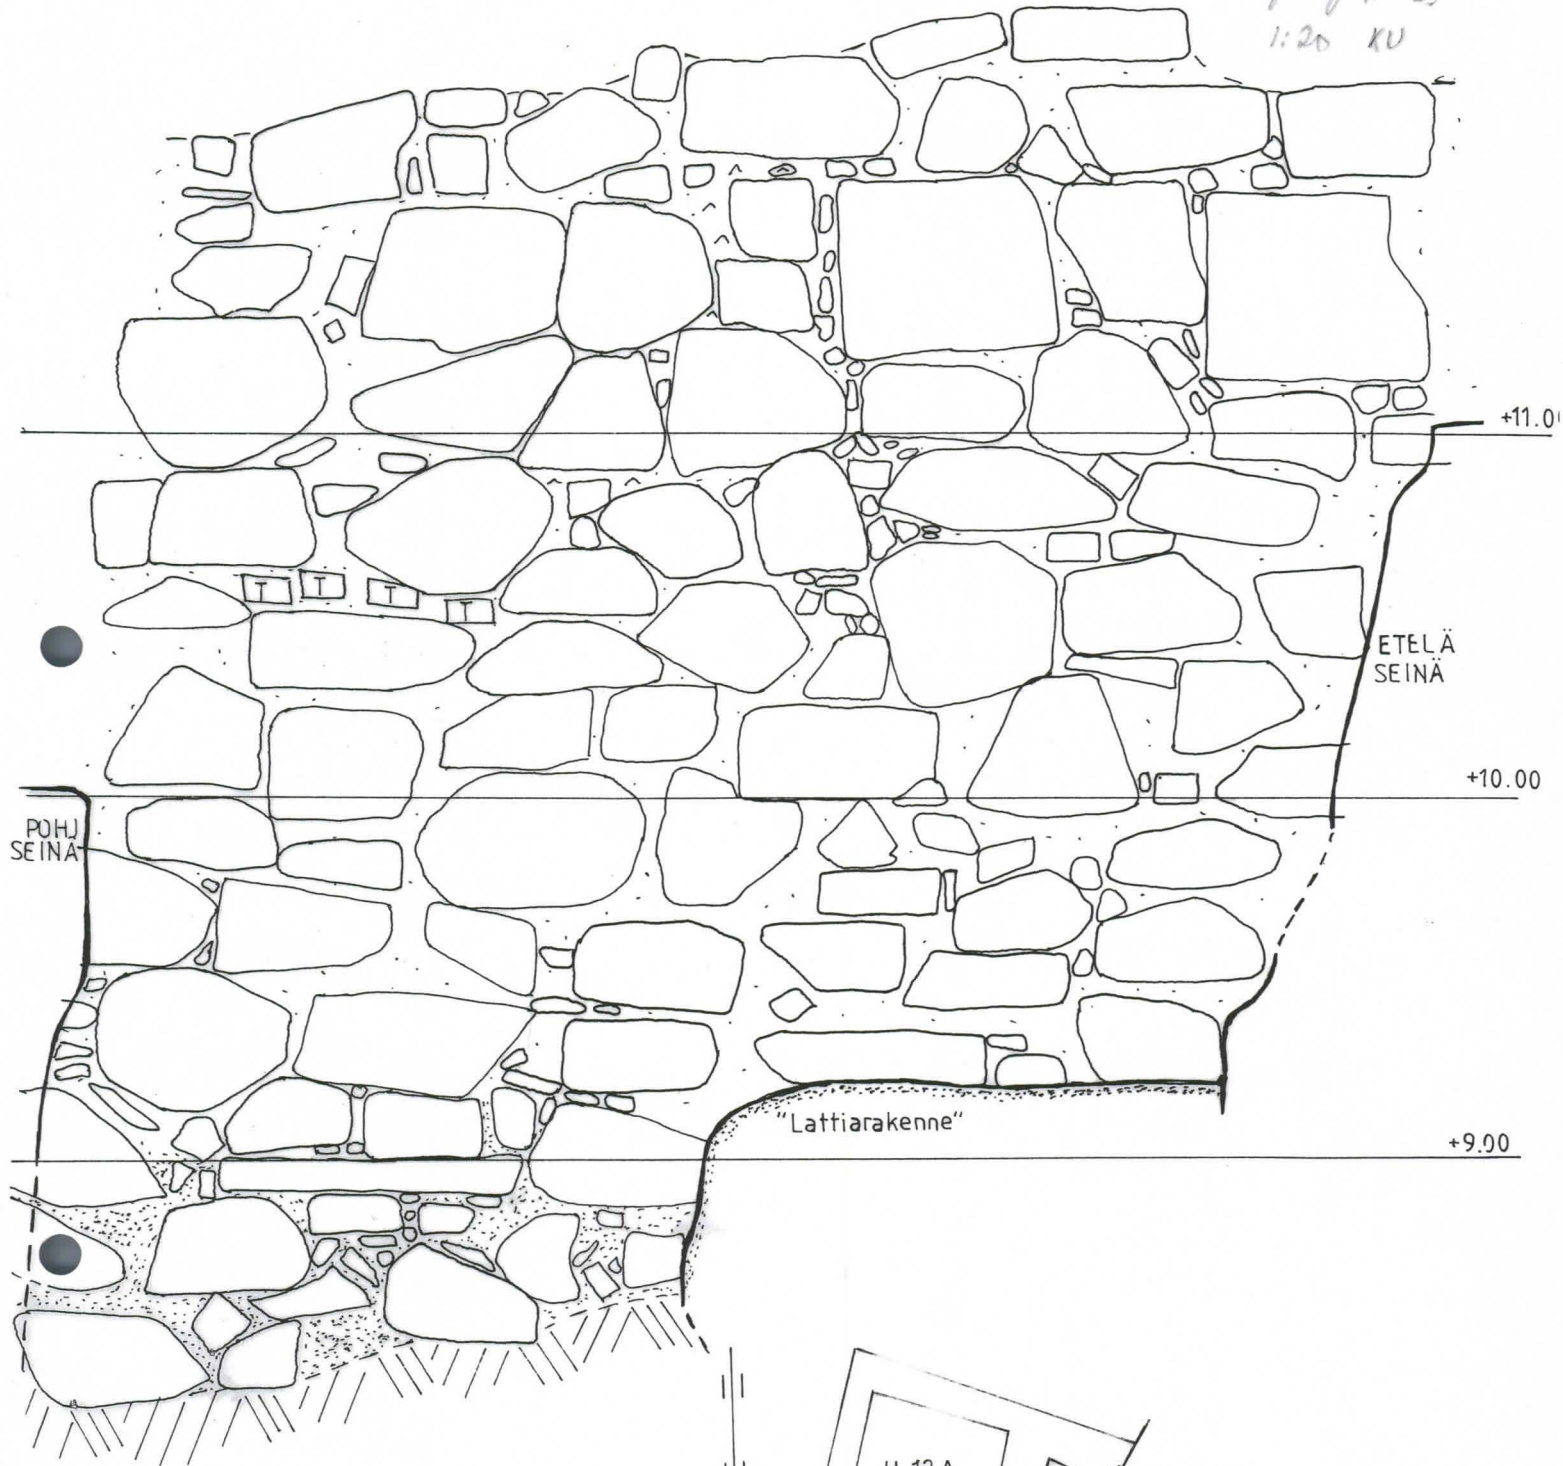 1:20 KU
+11.0
T T T T
ETELÄ
SEINÄ
+10.00
POHJ
SEINÄ
"Lattiarakenne"
+9.00